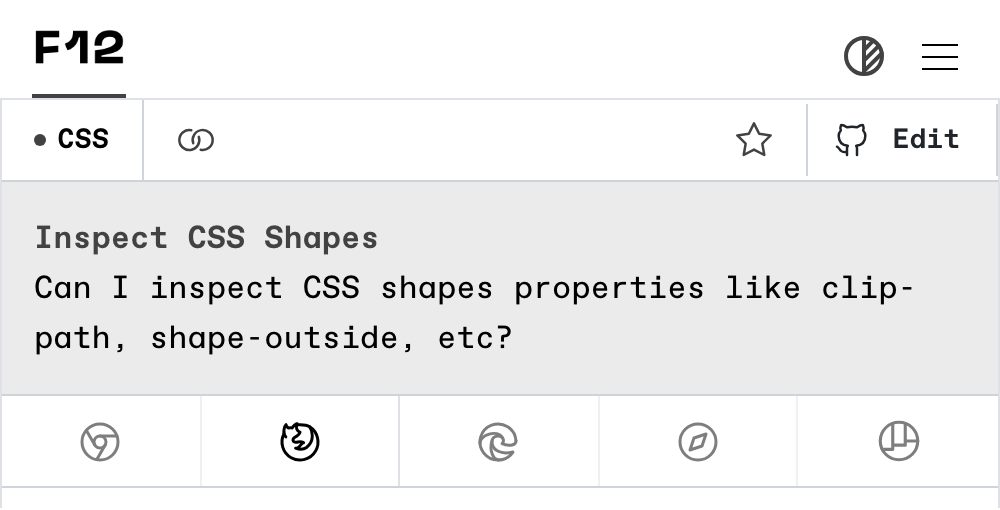 F12
CSS
Edit
Inspect CSS Shapes
Can I inspect CSS shapes properties like clip-
path, shape-outside, etc?